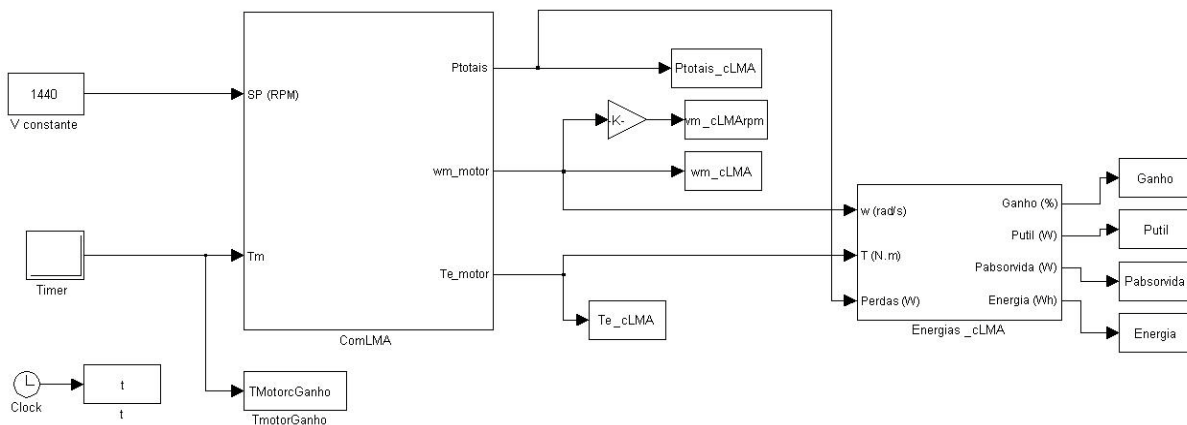 1440
V constante
SP (RPM)
Tm
Ptotais
wm_motor
Te_motor
ComLMA
Timer
Clock
t
t
TMotorcGanho
TmotorGanho
Ptotais_cLMA
-K-
wm_cLMArpm
wm_cLMA
Te_cLMA
w (rad/s)
T (N.m)
Perdas (W)
Ganho (%)
Putil (W)
Pabsorvida (W)
Energia (Wh)
Energias _cLMA
Ganho
Putil
Pabsorvida
Energia